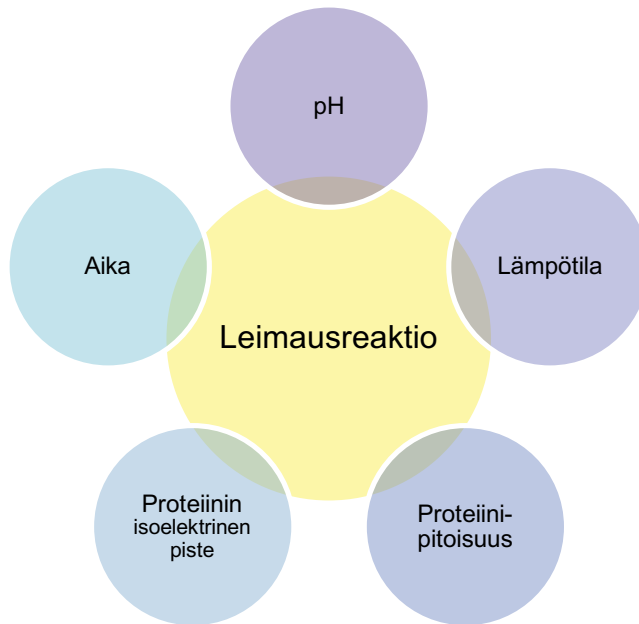 pH
Aika
Lämpötila
Leimausreaktio
Proteiinin
isoelektrinen
piste
Proteiini-
pitoisuus